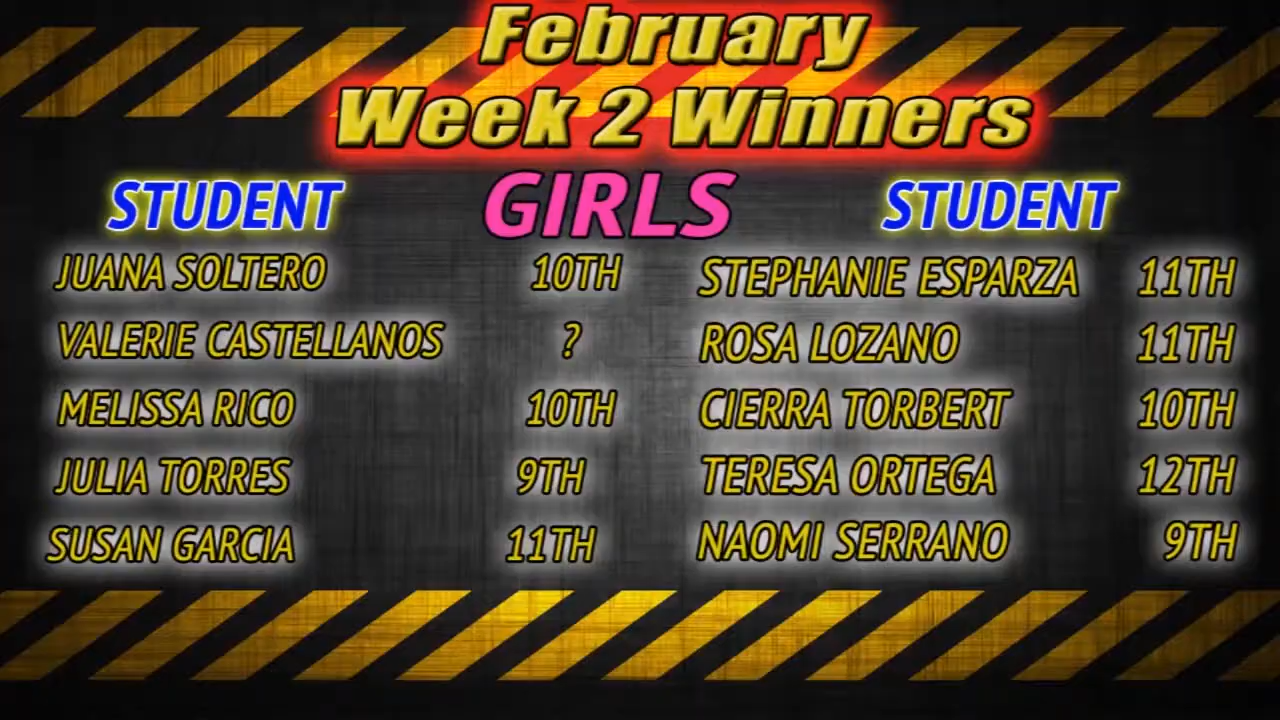 February
Week 2 Winners
STUDENT GIRLS STUDENT
JUANA SOLTERO 10TH STEPHANIE ESPARZA 11TH
VALERIE CASTELLANOS ? ROSA LOZANO 11TH
MELISSA RICO 10TH CIERRA TORBERT 10TH
JULIA TORRES 9TH TERESA ORTEGA 12TH
SUSAN GARCIA 11TH NAOMI SERRANO 9TH